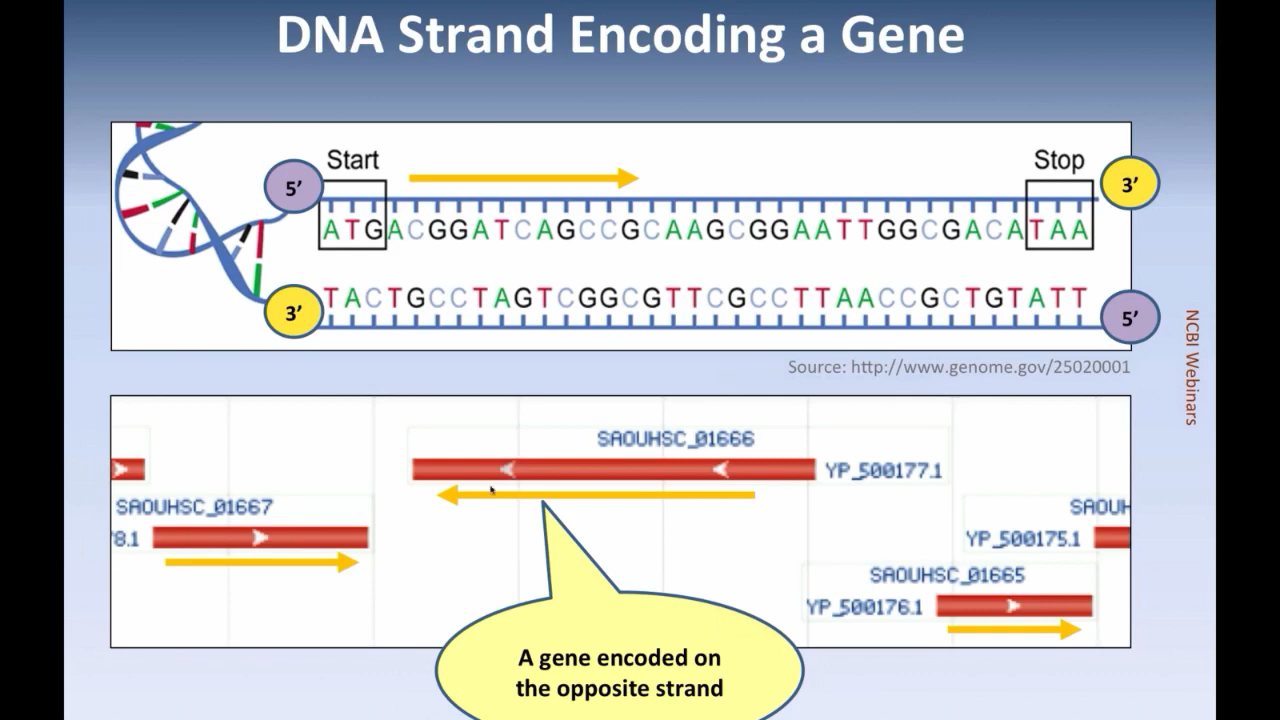 DNA Strand Encoding a Gene
Start
Stop
5’
3’
ATGACGGATCAGCCGCAAGCGGAATTGGCGACATAA
TACTGCCTAGTCGGCGTTCGCCTTAACCGCTGTATT
3’
5’
Source: http://www.genome.gov/25020001
NCBI Webinars
SAOUHSC_01666
YP_500177.1
SAOUHSC_01667
SAOUH
78.1
YP_500175.1
SAOUHSC_01665
YP_500176.1
A gene encoded on
the opposite strand